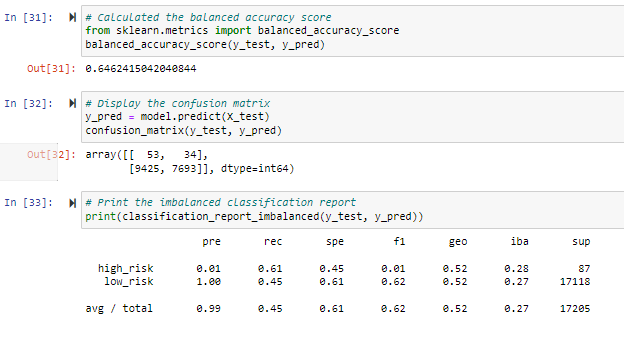 In [31]: # Calculated the balanced accuracy score
from sklearn.metrics import balanced_accuracy_score
balanced_accuracy_score(y_test, y_pred)
Out[31]: 0.6462415042040844
In [32]: # Display the confusion matrix
y_pred = model.predict(X_test)
confusion_matrix(y_test, y_pred)
Out[32]: array([[  53,   34],
       [9425, 7693]], dtype=int64)
In [33]: # Print the imbalanced classification report
print(classification_report_imbalanced(y_test, y_pred))
pre rec spe f1 geo iba sup
high_risk 0.01 0.61 0.45 0.01 0.52 0.28 87
low_risk 1.00 0.45 0.61 0.62 0.52 0.27 17118
avg / total 0.99 0.45 0.61 0.62 0.52 0.27 17205